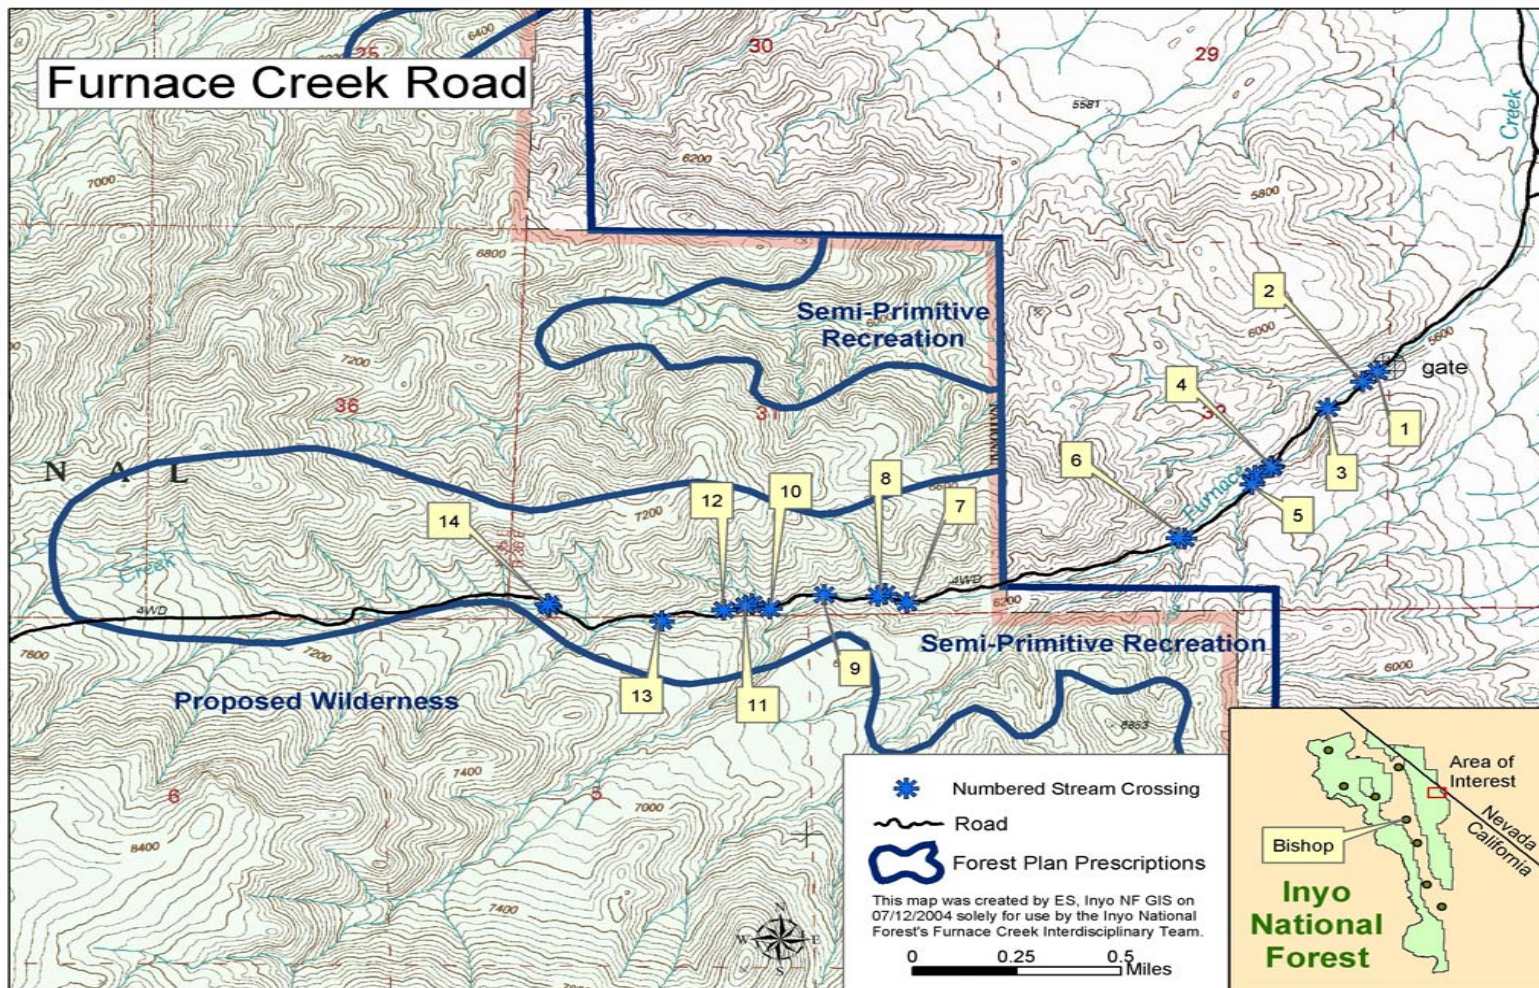 Furnace Creek Road
6400
25
30
29
5581
Creek
6200
7000
5800
6800
2
Semi-Primitive
Recreation
6000
5600
gate
7200
4
36
31
1
N A L
6
3
8
12
10
7
Furnace
14
7200
5
Creek
4WD
4WD
6200
7800
7200
Semi-Primitive Recreation
9
6000
13
11
Proposed Wilderness
7400
6
5
7000
8400
7400
N
W E
S
Numbered Stream Crossing
Road
Forest Plan Prescriptions
This map was created by ES, Inyo NF GIS on
07/12/2004 solely for use by the Inyo National
Forest's Furnace Creek Interdisciplinary Team.
0 0.25 0.5
Miles
Area of
Interest
Nevada
California
Bishop
Inyo
National
Forest